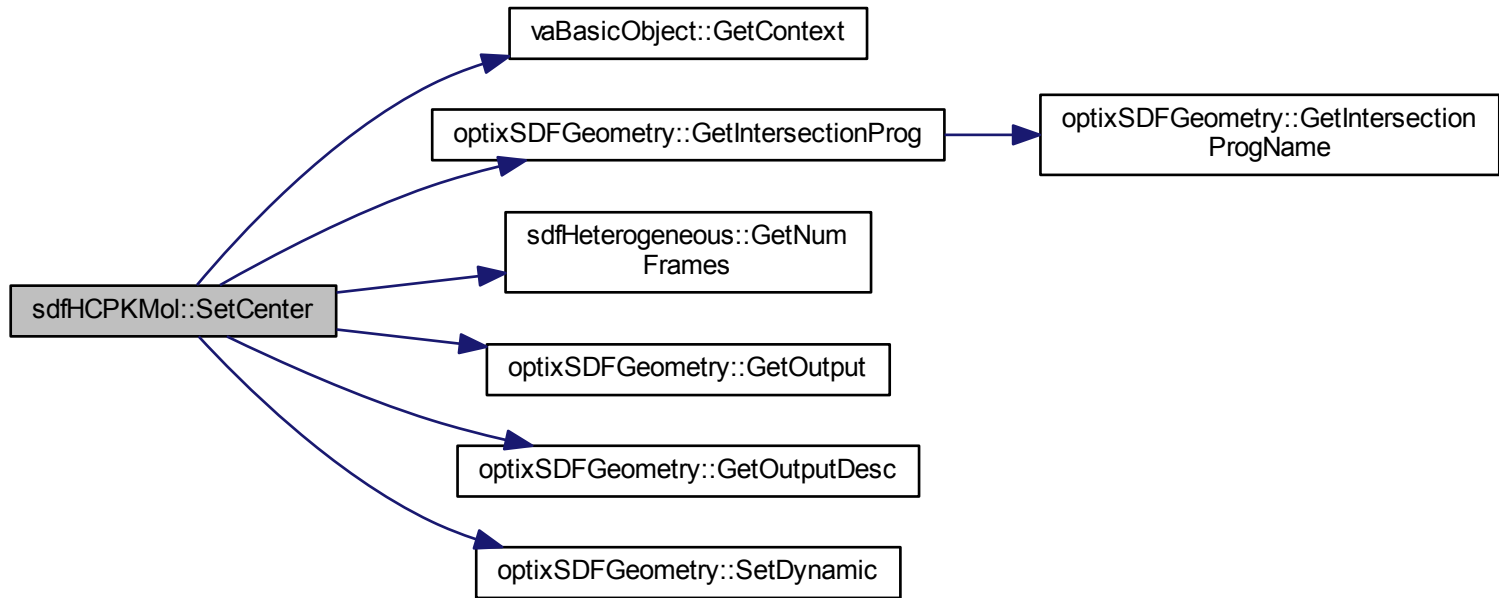 vaBasicObject::GetContext
optixSDFGeometry::GetIntersectionProg
optixSDFGeometry::GetIntersection
ProgName
sdfHeterogeneous::GetNum
Frames
sdfHCPKMol::SetCenter
optixSDFGeometry::GetOutput
optixSDFGeometry::GetOutputDesc
optixSDFGeometry::SetDynamic